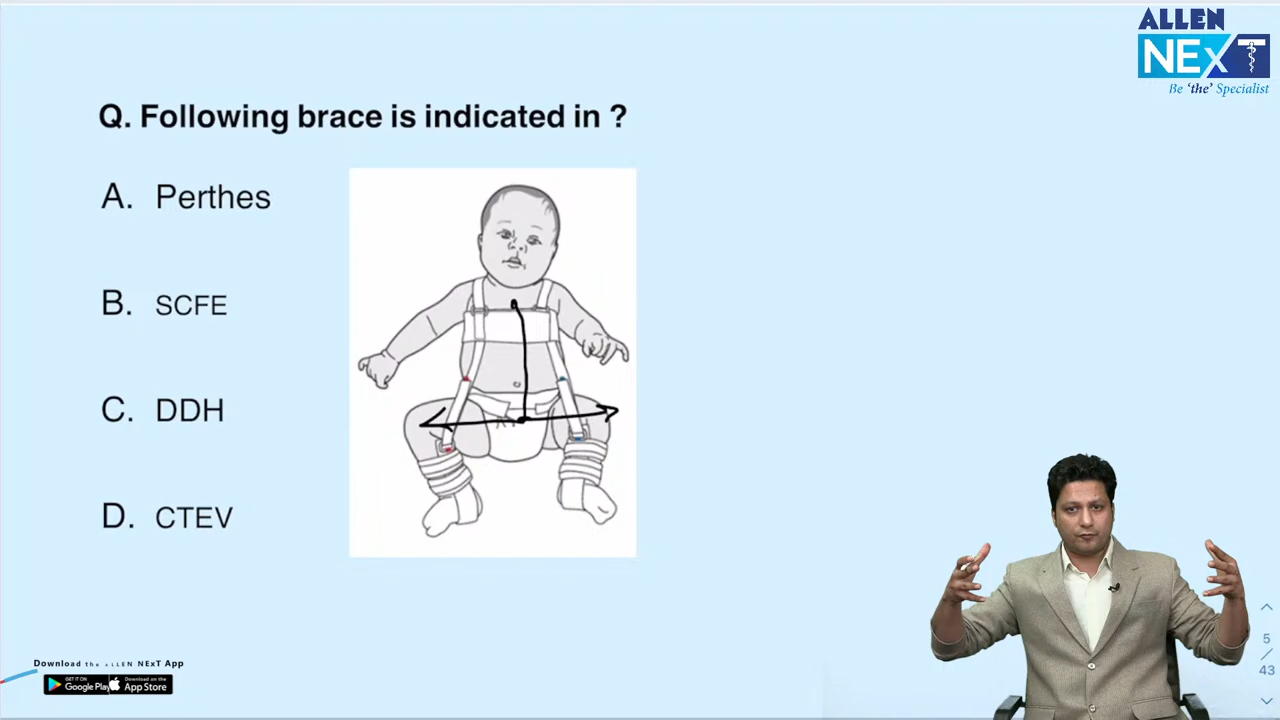 ALLEN
NEXT
Be 'the' Specialist
Q. Following brace is indicated in ?
A. Perthes
B. SCFE
C. DDH
D. CTEV
Download the ALLEN NExT App
GET IT ON
Google Play
Download on the
App Store
5
/
43